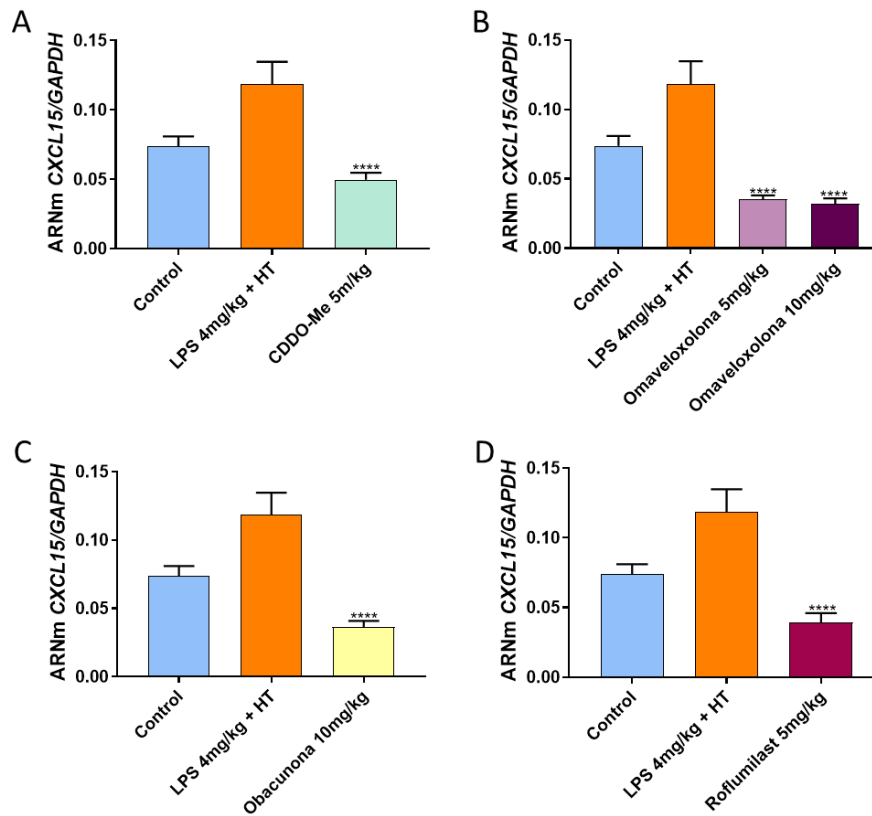 A
ARNm CXCL15/GAPDH
0.15
0.10
0.05
0.00
****
Control
LPS 4mg/kg + HT
CDDO-Me 5m/kg
B
ARNm CXCL15/GAPDH
0.15
0.10
0.05
0.00
****
****
Control
LPS 4mg/kg + HT
Omaveloxolona 5mg/kg
Omaveloxolona 10mg/kg
C
ARNm CXCL15/GAPDH
0.15
0.10
0.05
0.00
****
Control
LPS 4mg/kg + HT
Obacunona 10mg/kg
D
ARNm CXCL15/GAPDH
0.15
0.10
0.05
0.00
****
Control
LPS 4mg/kg + HT
Roflumilast 5mg/kg